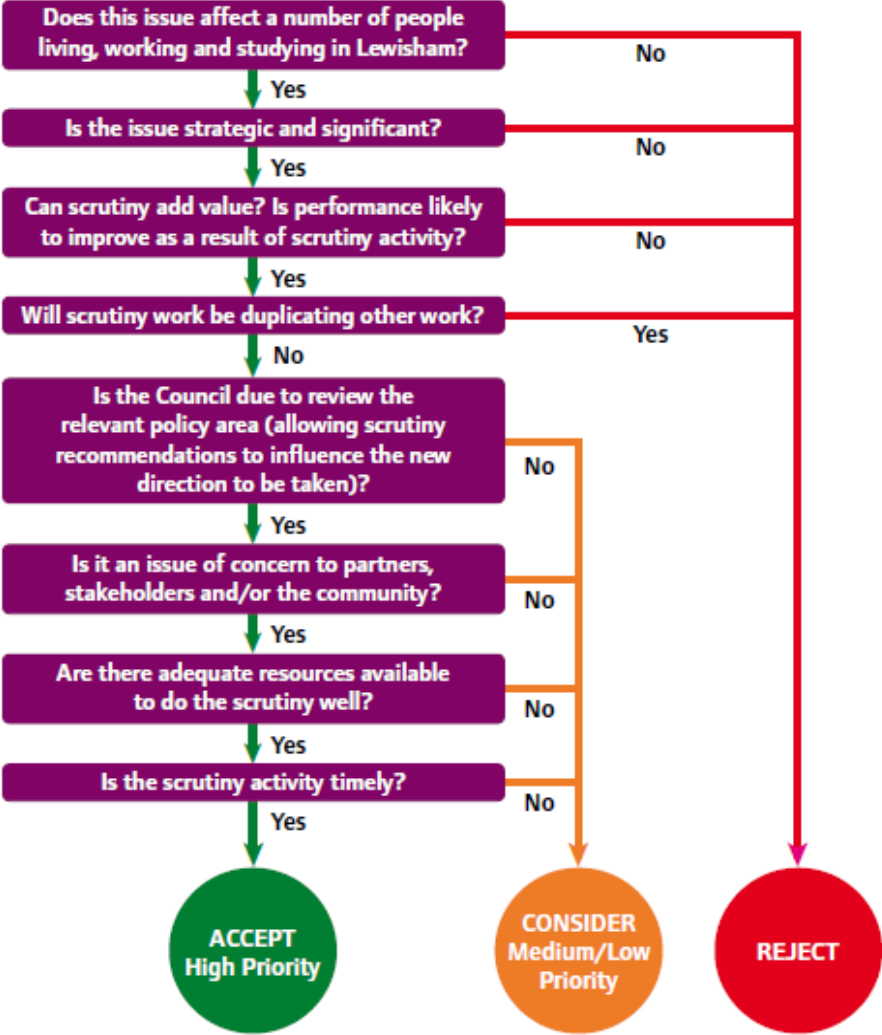 Does this issue affect a number of people
living, working and studying in Lewisham?
No
Yes
Is the issue strategic and significant?
No
Yes
Can scrutiny add value? Is performance likely
to improve as a result of scrutiny activity?
No
Yes
Will scrutiny work be duplicating other work?
Yes
No
Is the Council due to review the
relevant policy area (allowing scrutiny
recommendations to influence the new
direction to be taken)?
No
Yes
Is it an issue of concern to partners,
stakeholders and/or the community?
No
Yes
Are there adequate resources available
to do the scrutiny well?
No
Yes
Is the scrutiny activity timely?
No
Yes
ACCEPT
High Priority
CONSIDER
Medium/Low
Priority
REJECT